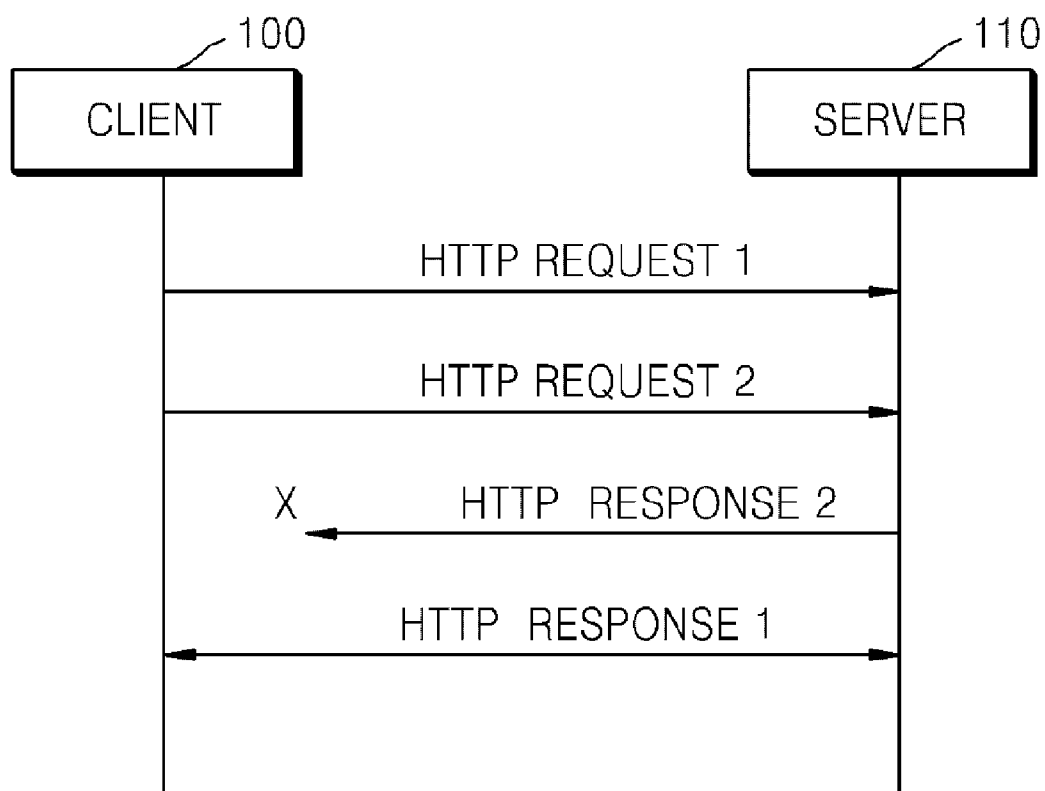 100
110
CLIENT
SERVER
HTTP REQUEST 1
HTTP REQUEST 2
X HTTP RESPONSE 2
HTTP RESPONSE 1